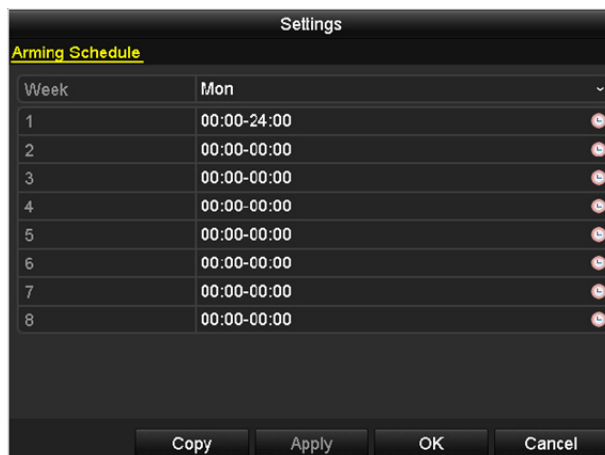 Settings
Arming Schedule
Week Mon
1 00:00-24:00
2 00:00-00:00
3 00:00-00:00
4 00:00-00:00
5 00:00-00:00
6 00:00-00:00
7 00:00-00:00
8 00:00-00:00
Copy Apply OK Cancel